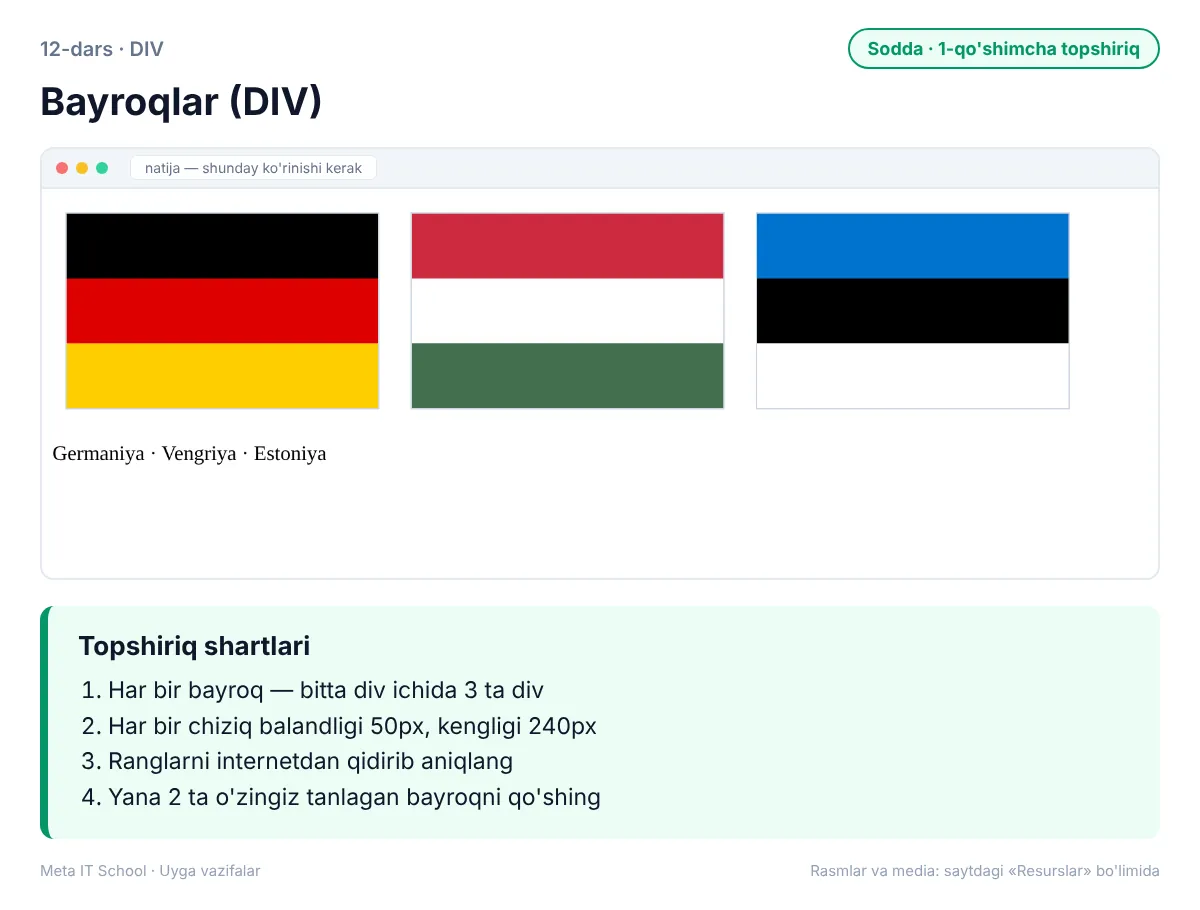 12-dars · DIV
Sodda · 1-qo'shimcha topshiriq
Bayroqlar (DIV)
natija — shunday ko'rinishi kerak
Germaniya · Vengriya · Estoniya
Topshiriq shartlari
1. Har bir bayroq — bitta div ichida 3 ta div
2. Har bir chiziq balandligi 50px, kengligi 240px
3. Ranglarni internetdan qidirib aniqlang
4. Yana 2 ta o'zingiz tanlagan bayroqni qo'shing
Meta IT School · Uyga vazifalar
Rasmlar va media: saytdagi «Resurslar» bo'limida